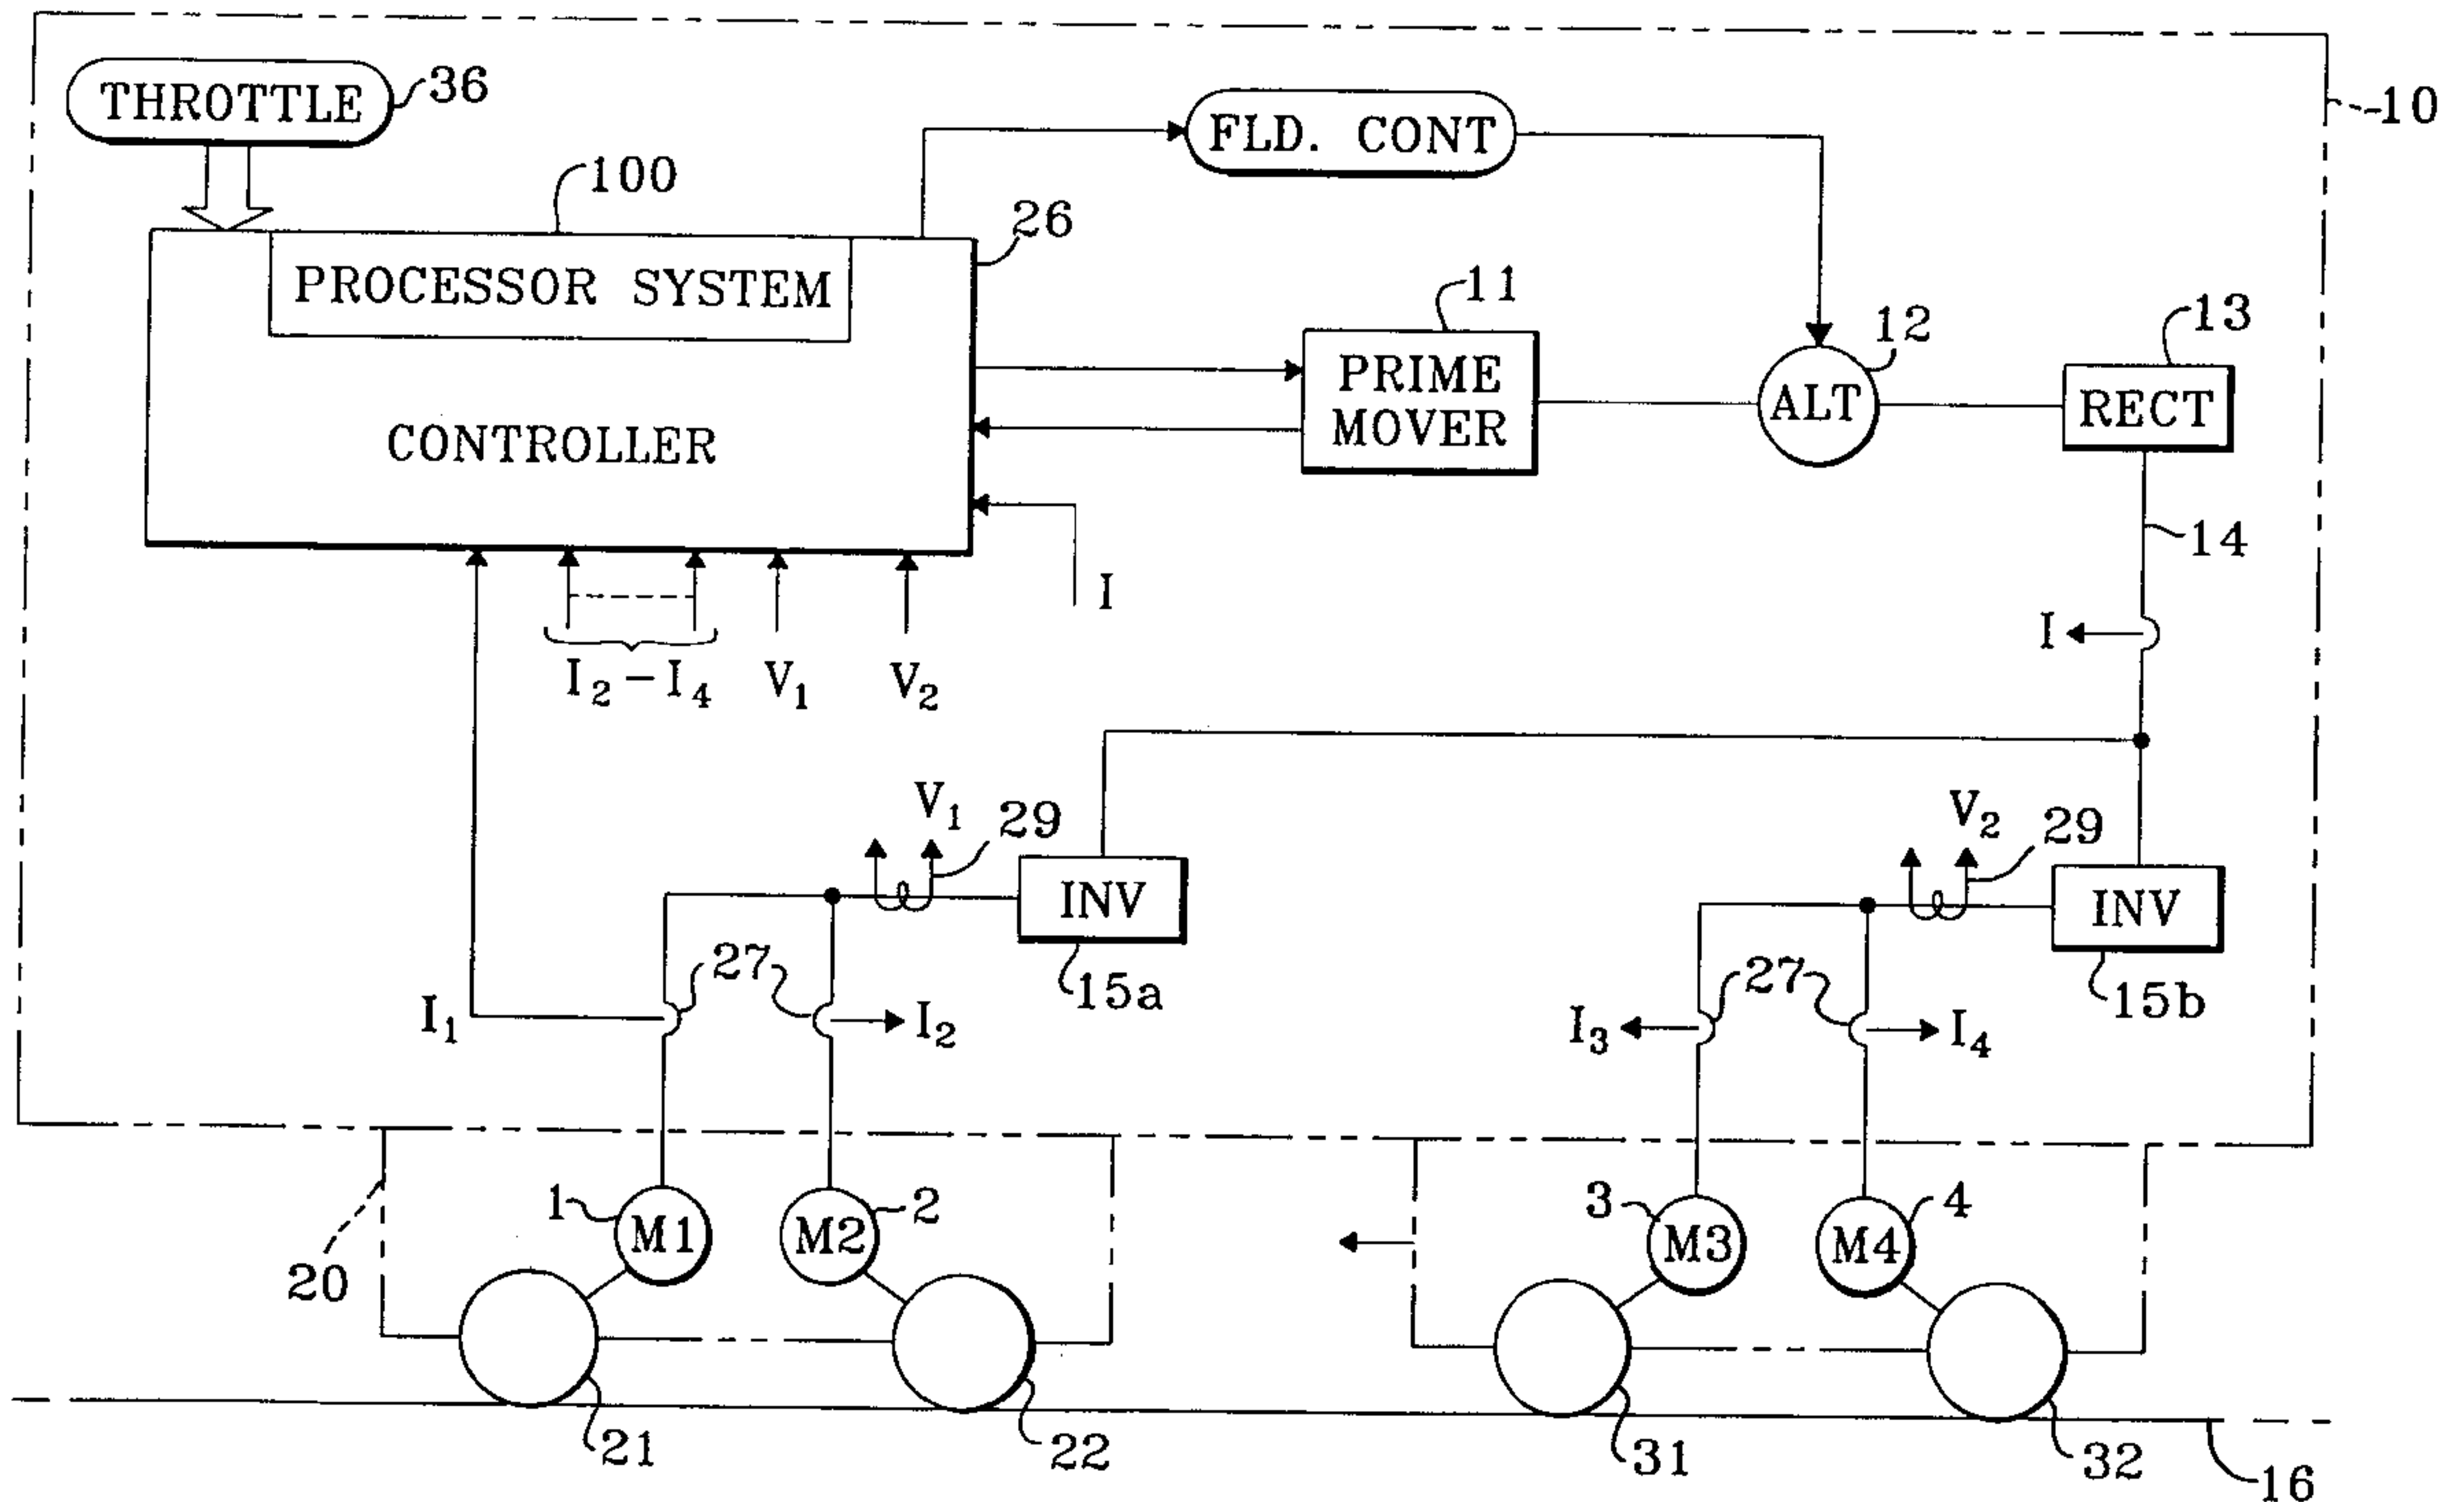 THROTTLE
36
10
FLD. CONT
100
26
PROCESSOR SYSTEM
CONTROLLER
11
PRIME
MOVER
12
ALT
13
RECT
14
I
I
I₂-I₄
V₁
V₂
V₁
29
INV
15a
V₂
29
INV
15b
27
I₁
I₂
27
I₃
I₄
1
M1
M2
2
3
M3
M4
4
20
21
22
31
32
16